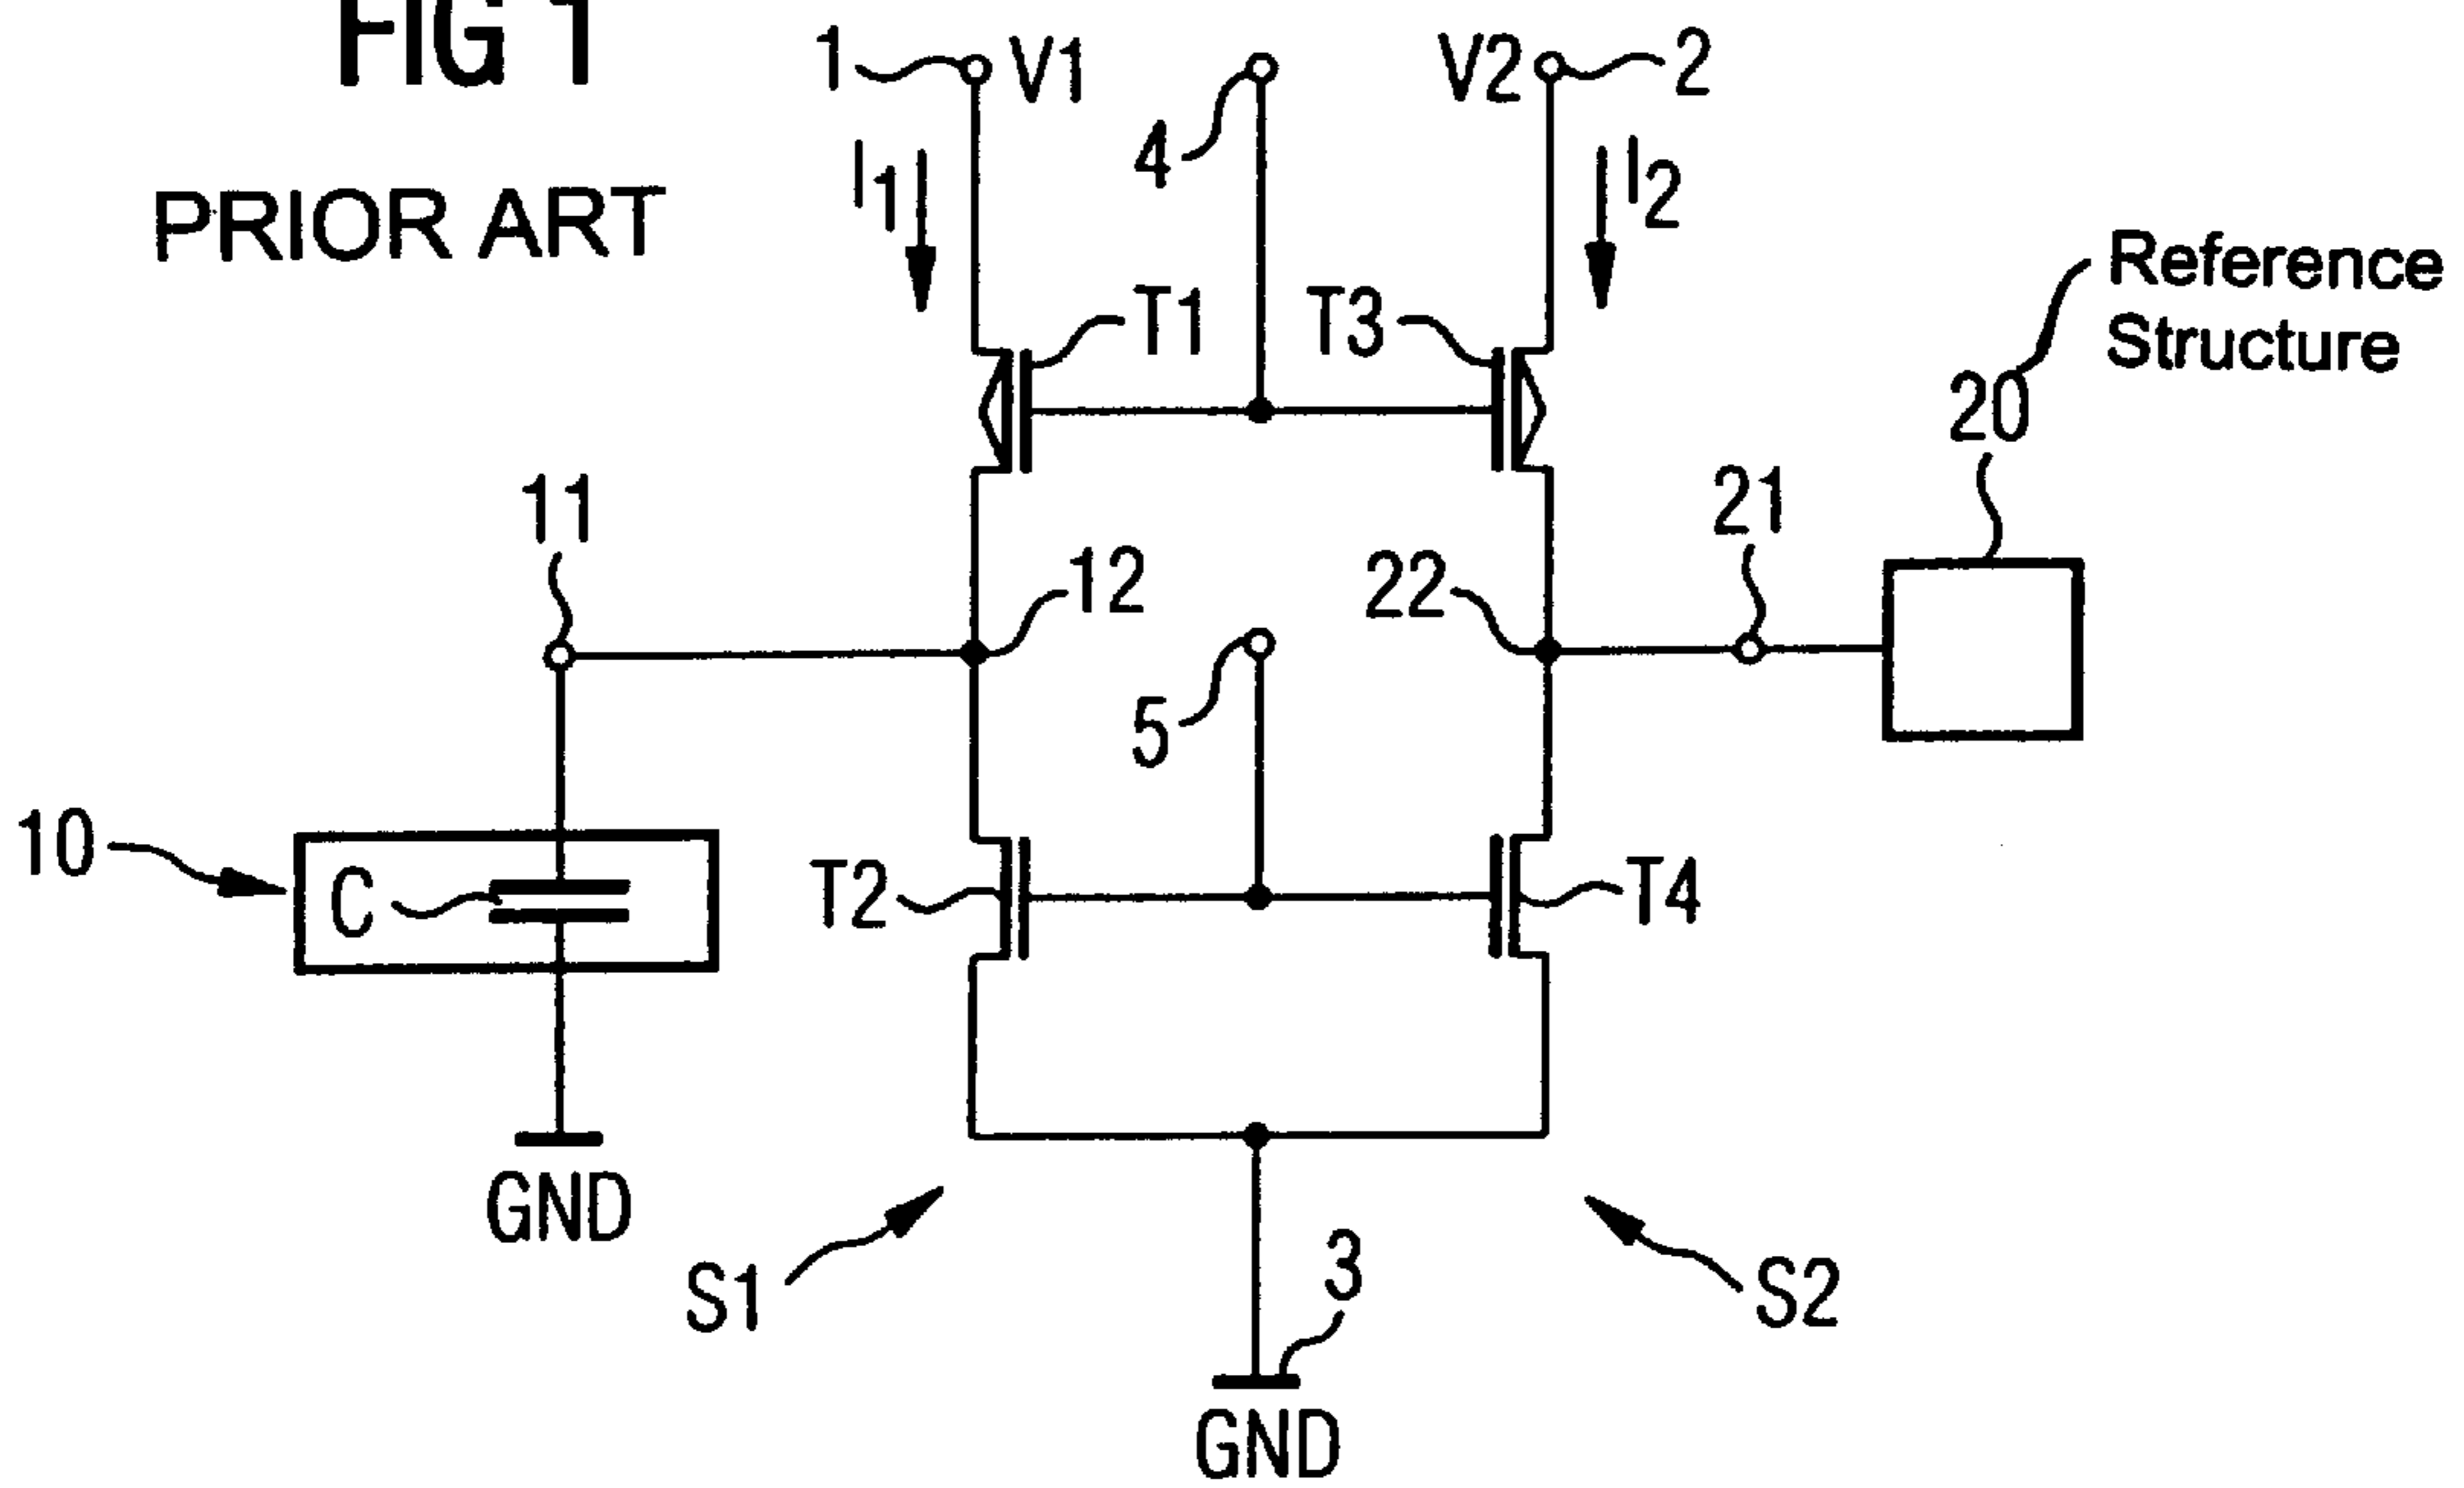 FIG 1
PRIOR ART
1
V1
4
V2
2
I1
I2
T1
T3
Reference
Structure
20
11
12
22
21
5
10
C
T2
T4
GND
S1
3
S2
GND